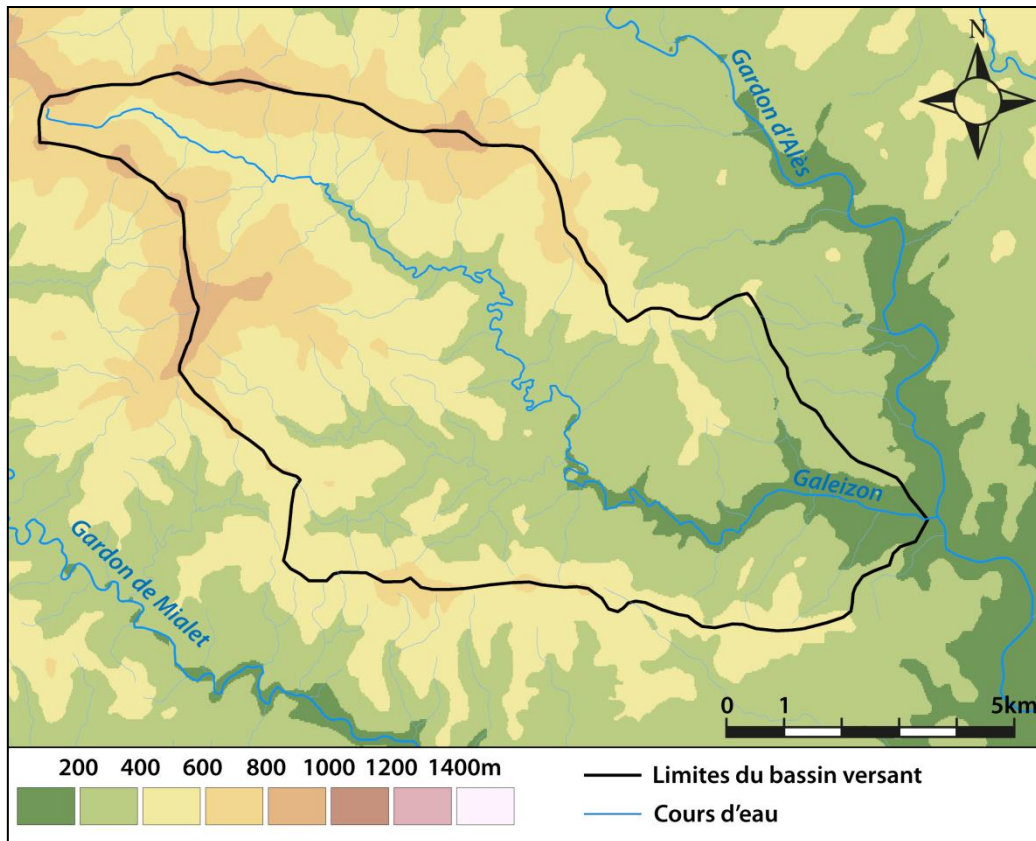 N
Gardon d'Alès
Galeizon
Gardon de Mialet
0 1 5km
200 400 600 800 1000 1200 1400m
Limites du bassin versant
Cours d'eau